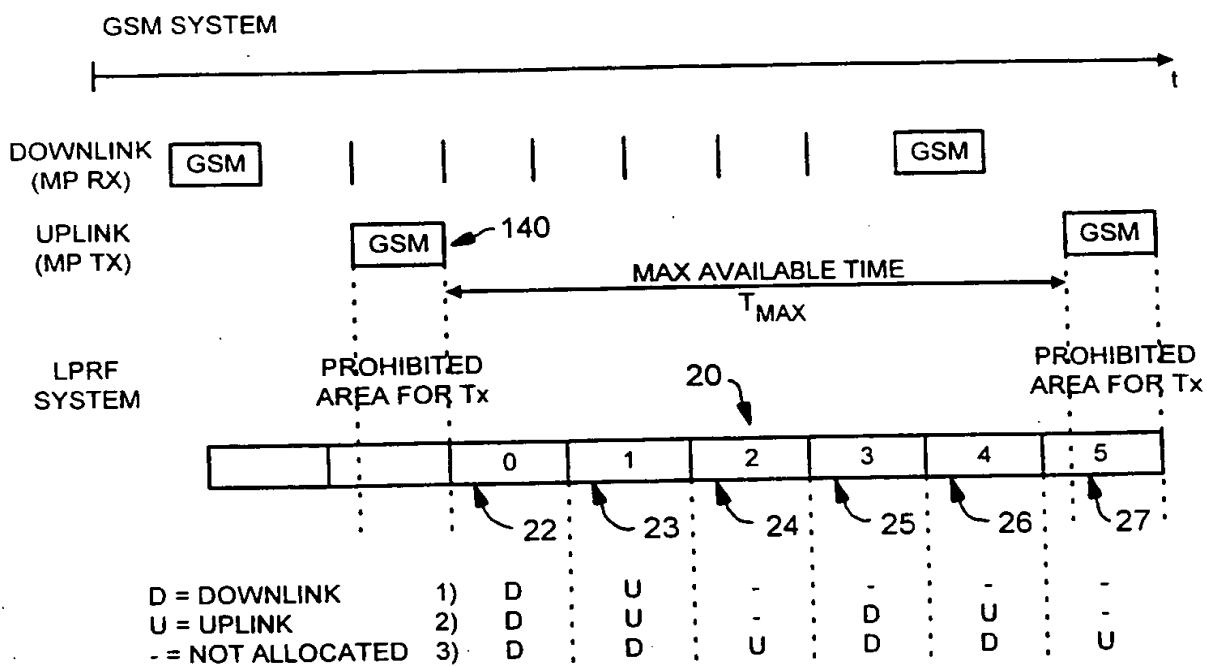 GSM SYSTEM
t
DOWNLINK
(MP RX)
GSM
GSM
UPLINK
(MP TX)
GSM
140
GSM
MAX AVAILABLE TIME
TMAX
LPRF
SYSTEM
PROHIBITED
AREA FOR Tx
20
PROHIBITED
AREA FOR Tx
0 1 2 3 4 5
22 23 24 25 26 27
D = DOWNLINK 1) D U - - - -
U = UPLINK 2) D U - D U -
- = NOT ALLOCATED 3) D D U D D U